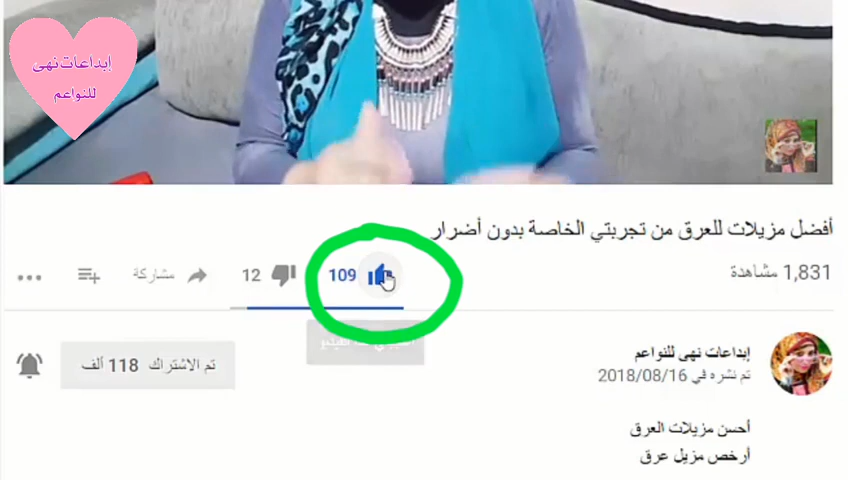 إبداعات نهى
للنواعم
أفضل مزيلات للعرق من تجربتي الخاصة بدون أضرار
1,831 مشاهدة
109
12
مشاركة
إبداعات نهى للنواعم
تم نشره في 2018/08/16
تم الاشتراك 118 ألف
أحسن مزيلات العرق
أرخص مزيل عرق